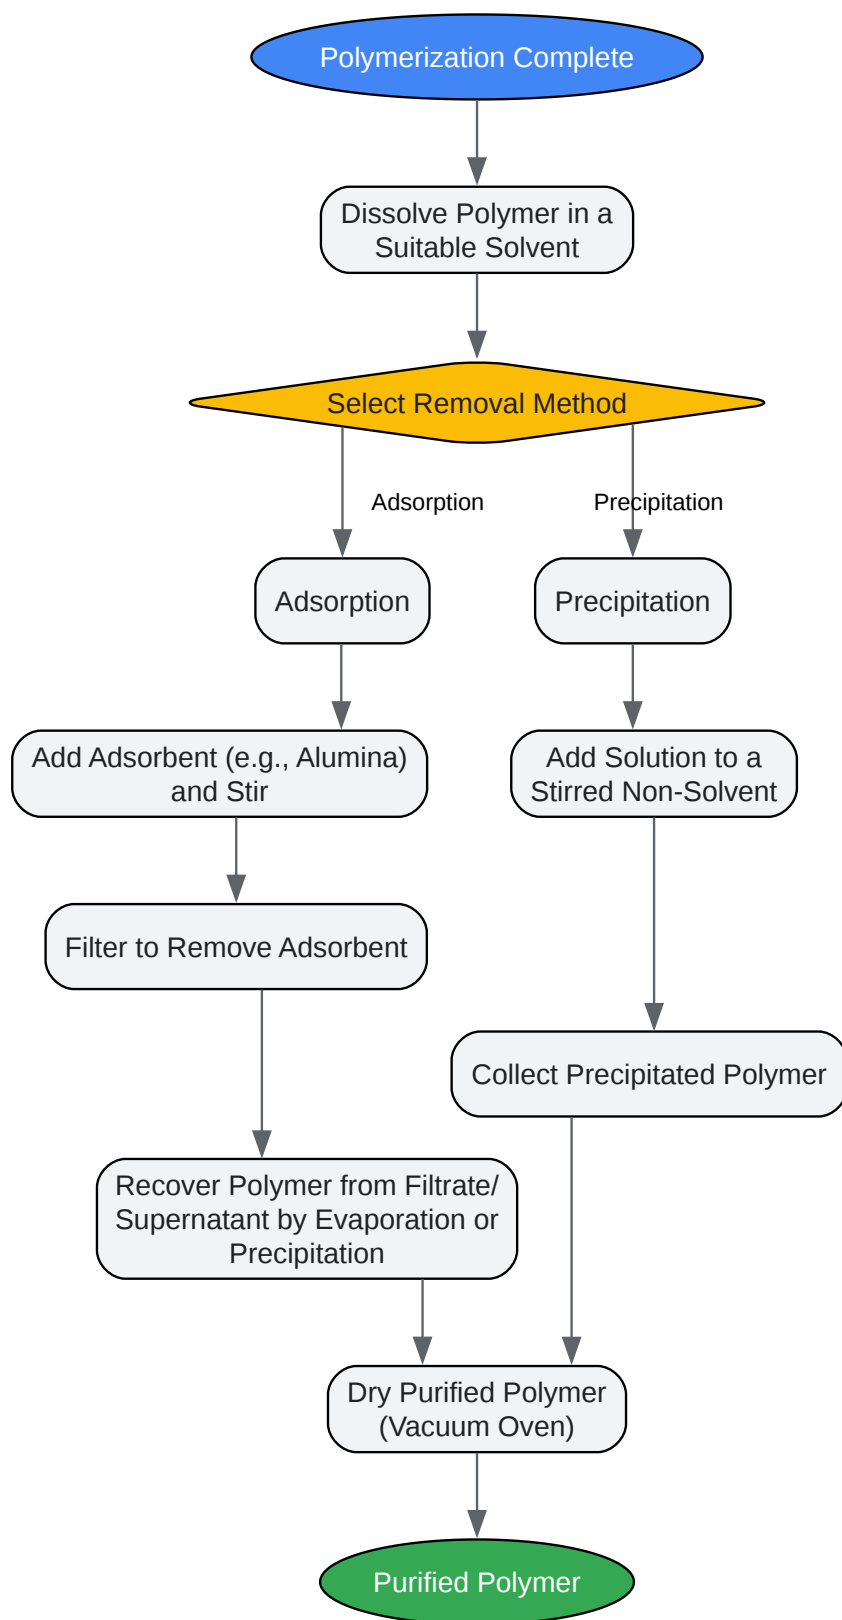 Polymerization Complete
Dissolve Polymer in a
Suitable Solvent
Select Removal Method
Adsorption
Precipitation
Adsorption
Precipitation
Add Adsorbent (e.g., Alumina)
and Stir
Add Solution to a
Stirred Non-Solvent
Filter to Remove Adsorbent
Collect Precipitated Polymer
Recover Polymer from Filtrate/
Supernatant by Evaporation or
Precipitation
Dry Purified Polymer
(Vacuum Oven)
Purified Polymer